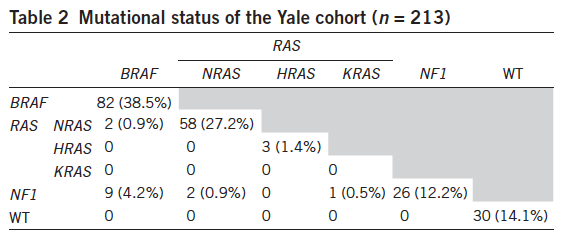 Table 2 Mutational status of the Yale cohort (n = 213)
RAS
BRAF NRAS HRAS KRAS NF1 WT
BRAF 82 (38.5%)
RAS NRAS 2 (0.9%) 58 (27.2%)
HRAS 0 0 3 (1.4%)
KRAS 0 0 0 0
NF1 9 (4.2%) 2 (0.9%) 0 1 (0.5%) 26 (12.2%)
WT 0 0 0 0 0 30 (14.1%)